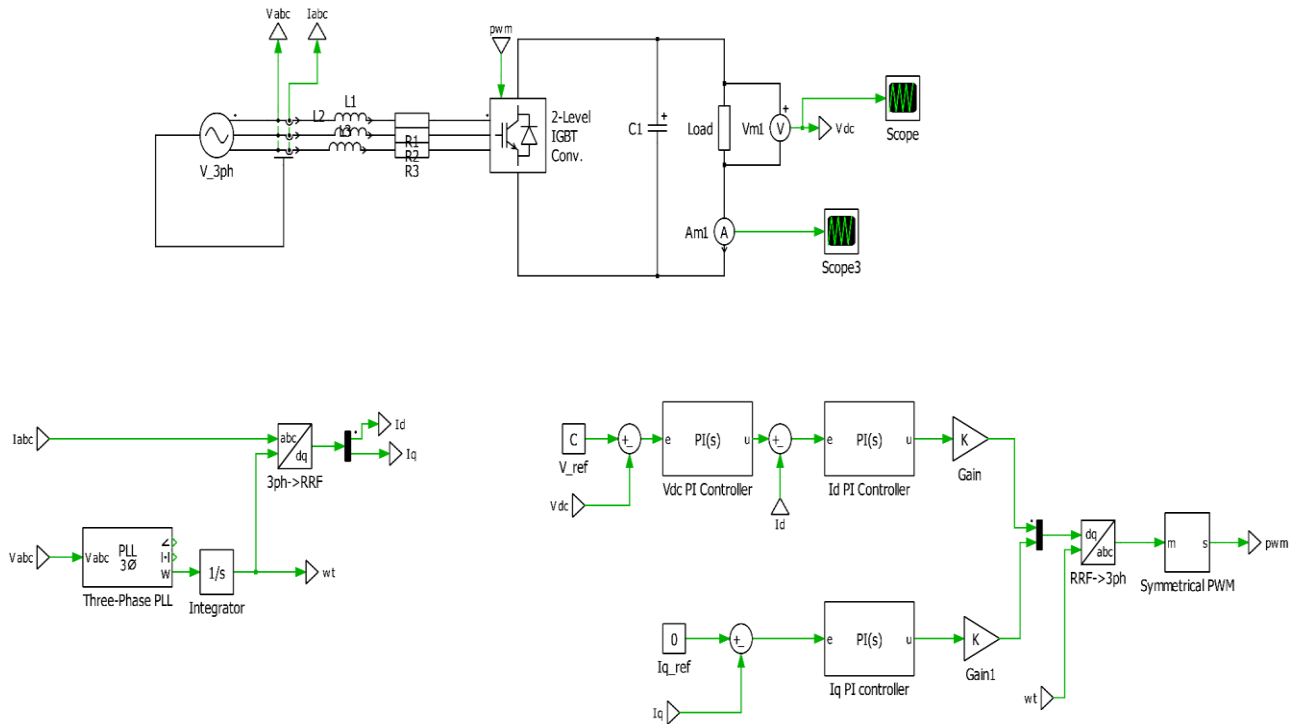 Vabc
Iabc
pwm
L1
L2
L3
V_3ph
R1
R2
R3
2-Level
IGBT
Conv.
C1
Load
Vm1
V
Vdc
Scope
Am1
A
Scope3
Iabc
abc
dq
3ph->RRF
Id
Iq
Vabc
Vabc
PLL
3Ø
∠
|•|
W
Three-Phase PLL
1/s
Integrator
wt
C
V_ref
Vdc
+
-
e
PI(s)
u
Vdc PI Controller
+
-
Id
e
PI(s)
u
Id PI Controller
K
Gain
0
Iq_ref
Iq
+
-
e
PI(s)
u
Iq PI controller
K
Gain1
dq
abc
RRF->3ph
wt
m
s
Symmetrical PWM
pwm